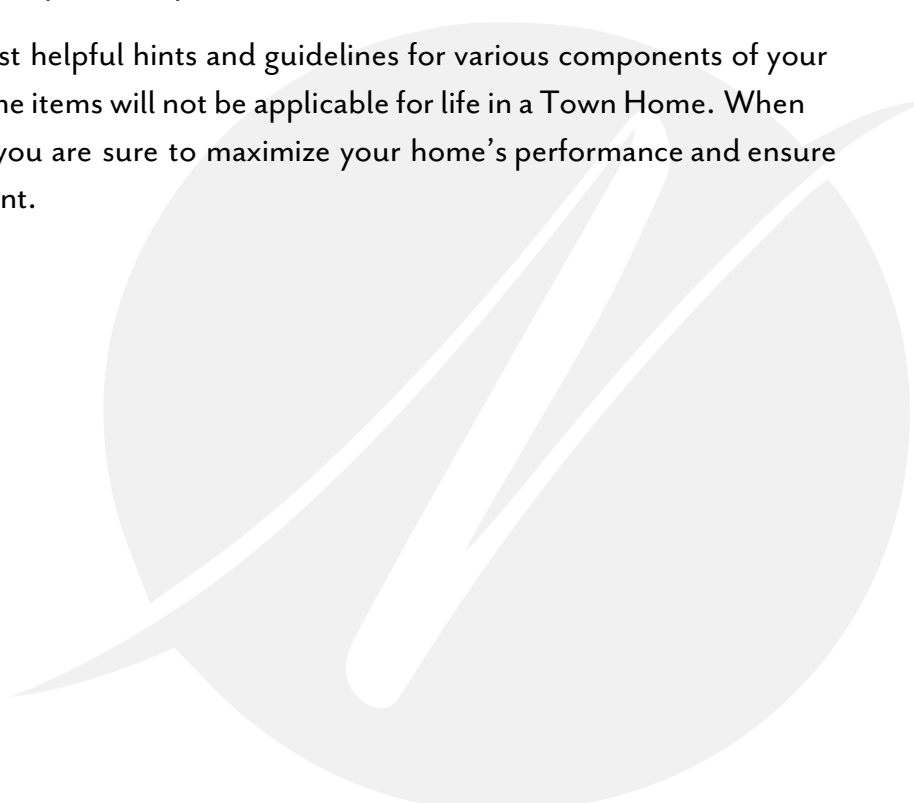 st helpful hints and guidelines for various components of your
ne items will not be applicable for life in a Town Home. When
you are sure to maximize your home’s performance and ensure
nt.